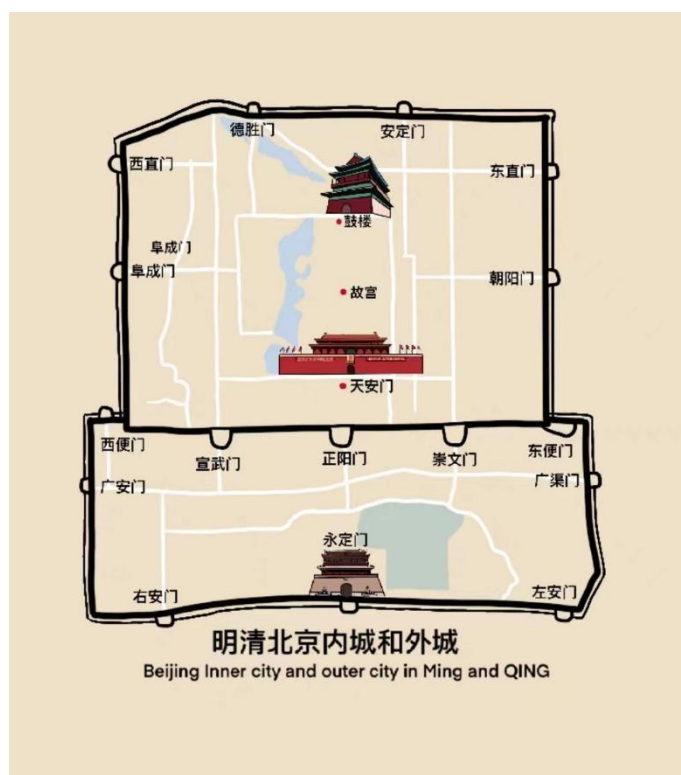 德胜门
安定门
西直门
东直门
鼓楼
阜成门
阜成门
朝阳门
故宫
天安门
西便门
宣武门
正阳门
崇文门
东便门
广安门
广渠门
永定门
右安门
左安门
明清北京内城和外城
Beijing Inner city and outer city in Ming and QING